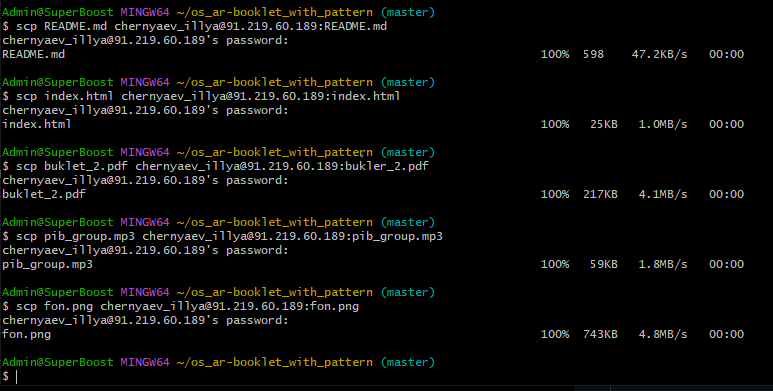 Admin@SuperBoost MINGW64 ~/os_ar-booklet_with_pattern (master)
$ scp README.md chernyaev_illya@91.219.60.189:README.md
chernyaev_illya@91.219.60.189's password:
README.md 100% 598 47.2KB/s 00:00
Admin@SuperBoost MINGW64 ~/os_ar-booklet_with_pattern (master)
$ scp index.html chernyaev_illya@91.219.60.189:index.html
chernyaev_illya@91.219.60.189's password:
index.html 100% 25KB 1.0MB/s 00:00
Admin@SuperBoost MINGW64 ~/os_ar-booklet_with_pattern (master)
$ scp buklet_2.pdf chernyaev_illya@91.219.60.189:bukler_2.pdf
chernyaev_illya@91.219.60.189's password:
buklet_2.pdf 100% 217KB 4.1MB/s 00:00
Admin@SuperBoost MINGW64 ~/os_ar-booklet_with_pattern (master)
$ scp pib_group.mp3 chernyaev_illya@91.219.60.189:pib_group.mp3
chernyaev_illya@91.219.60.189's password:
pib_group.mp3 100% 59KB 1.8MB/s 00:00
Admin@SuperBoost MINGW64 ~/os_ar-booklet_with_pattern (master)
$ scp fon.png chernyaev_illya@91.219.60.189:fon.png
chernyaev_illya@91.219.60.189's password:
fon.png 100% 743KB 4.8MB/s 00:00
Admin@SuperBoost MINGW64 ~/os_ar-booklet_with_pattern (master)
$